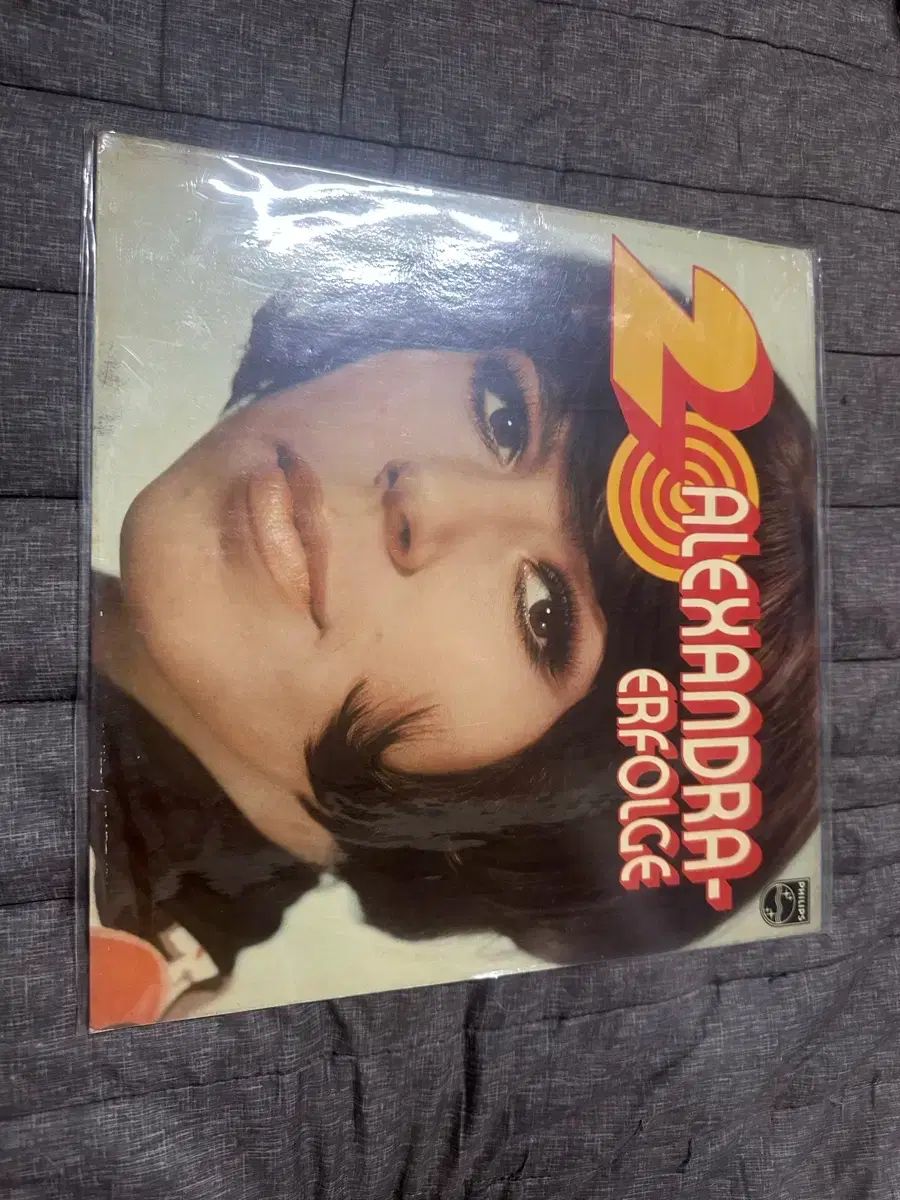 20
ALEXANDRA-
ERFOLGE
PHILIPS